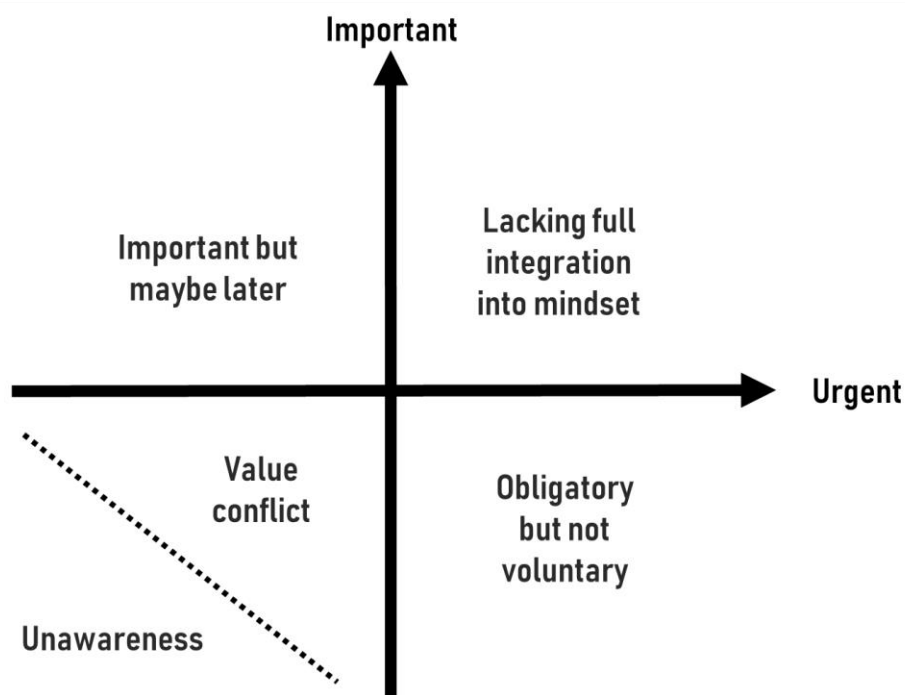 Important
Important but
maybe later
Lacking full
integration
into mindset
Urgent
Value
conflict
Obligatory
but not
voluntary
Unawareness